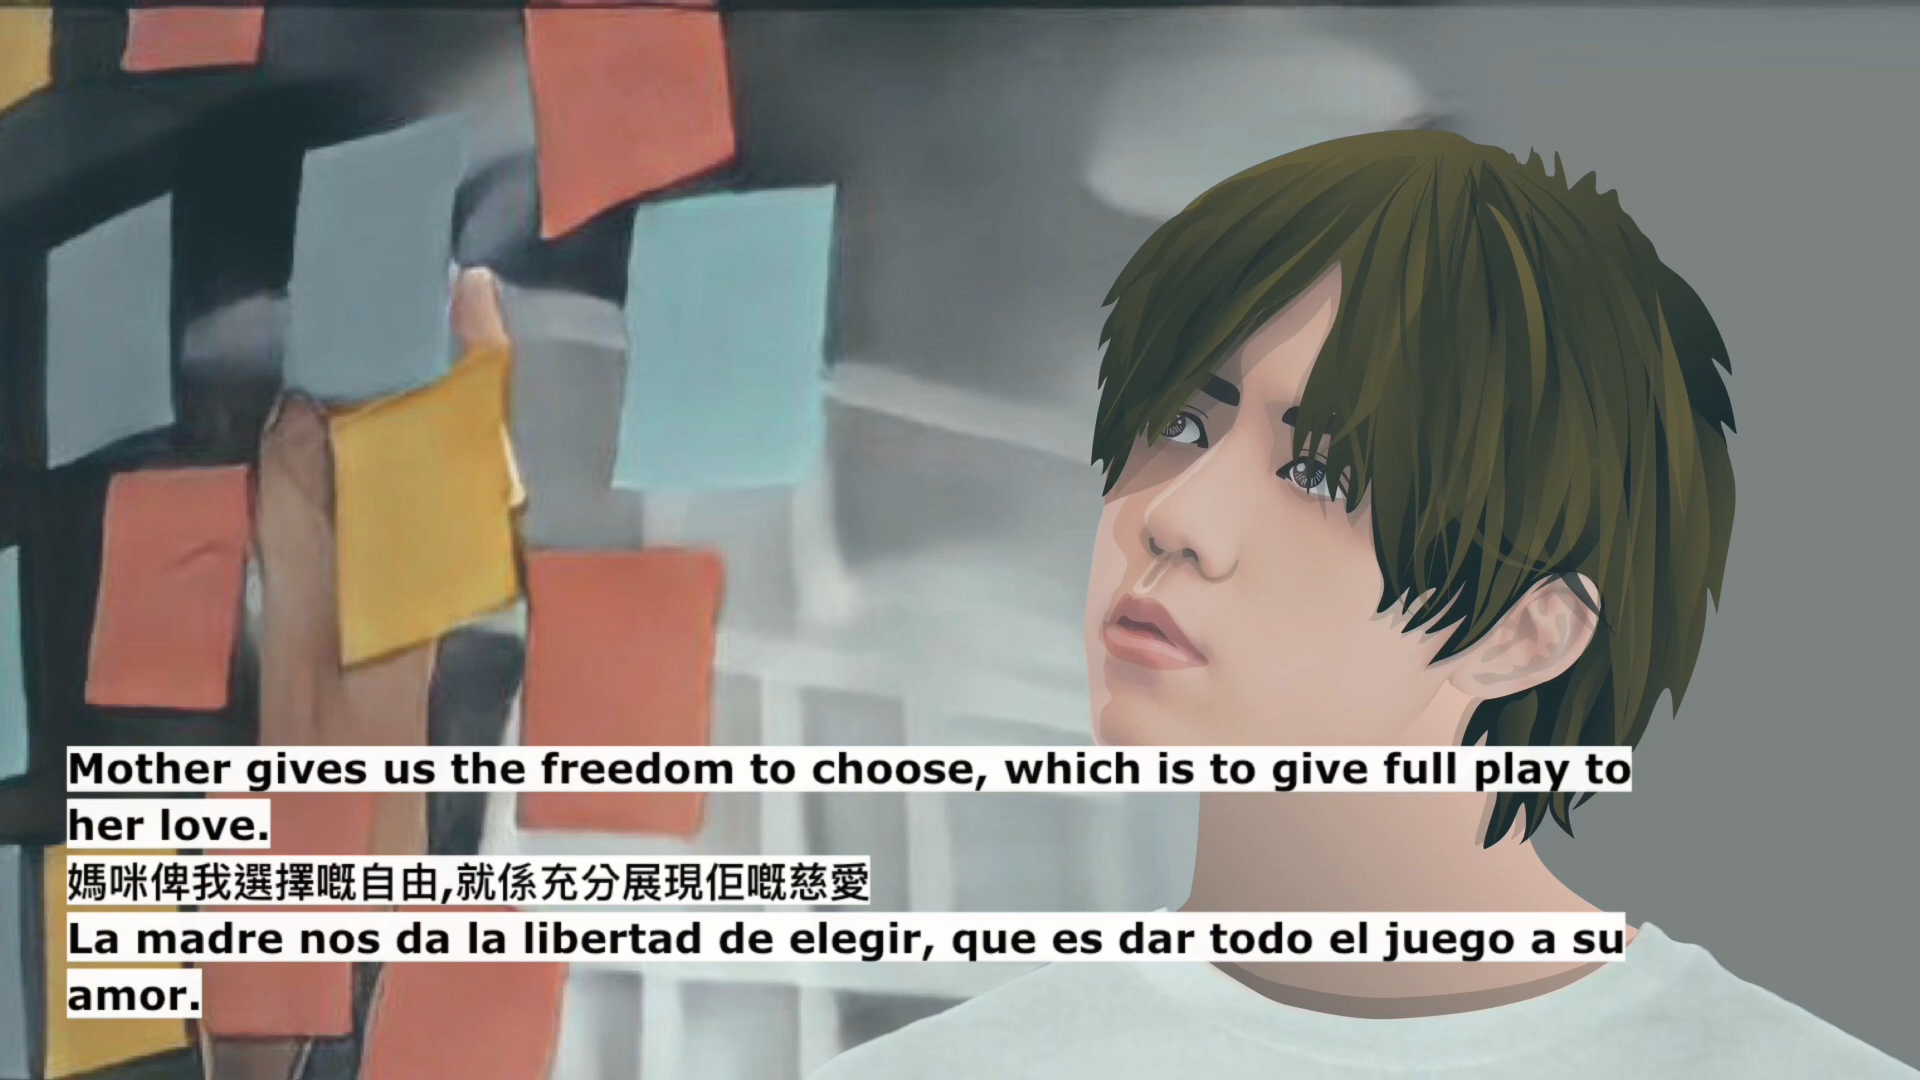 Mother gives us the freedom to choose, which is to give full play to
her love.
媽咪俾我選擇嘅自由,就係充分展現佢嘅慈愛
La madre nos da la libertad de elegir, que es dar todo el juego a su
amor.